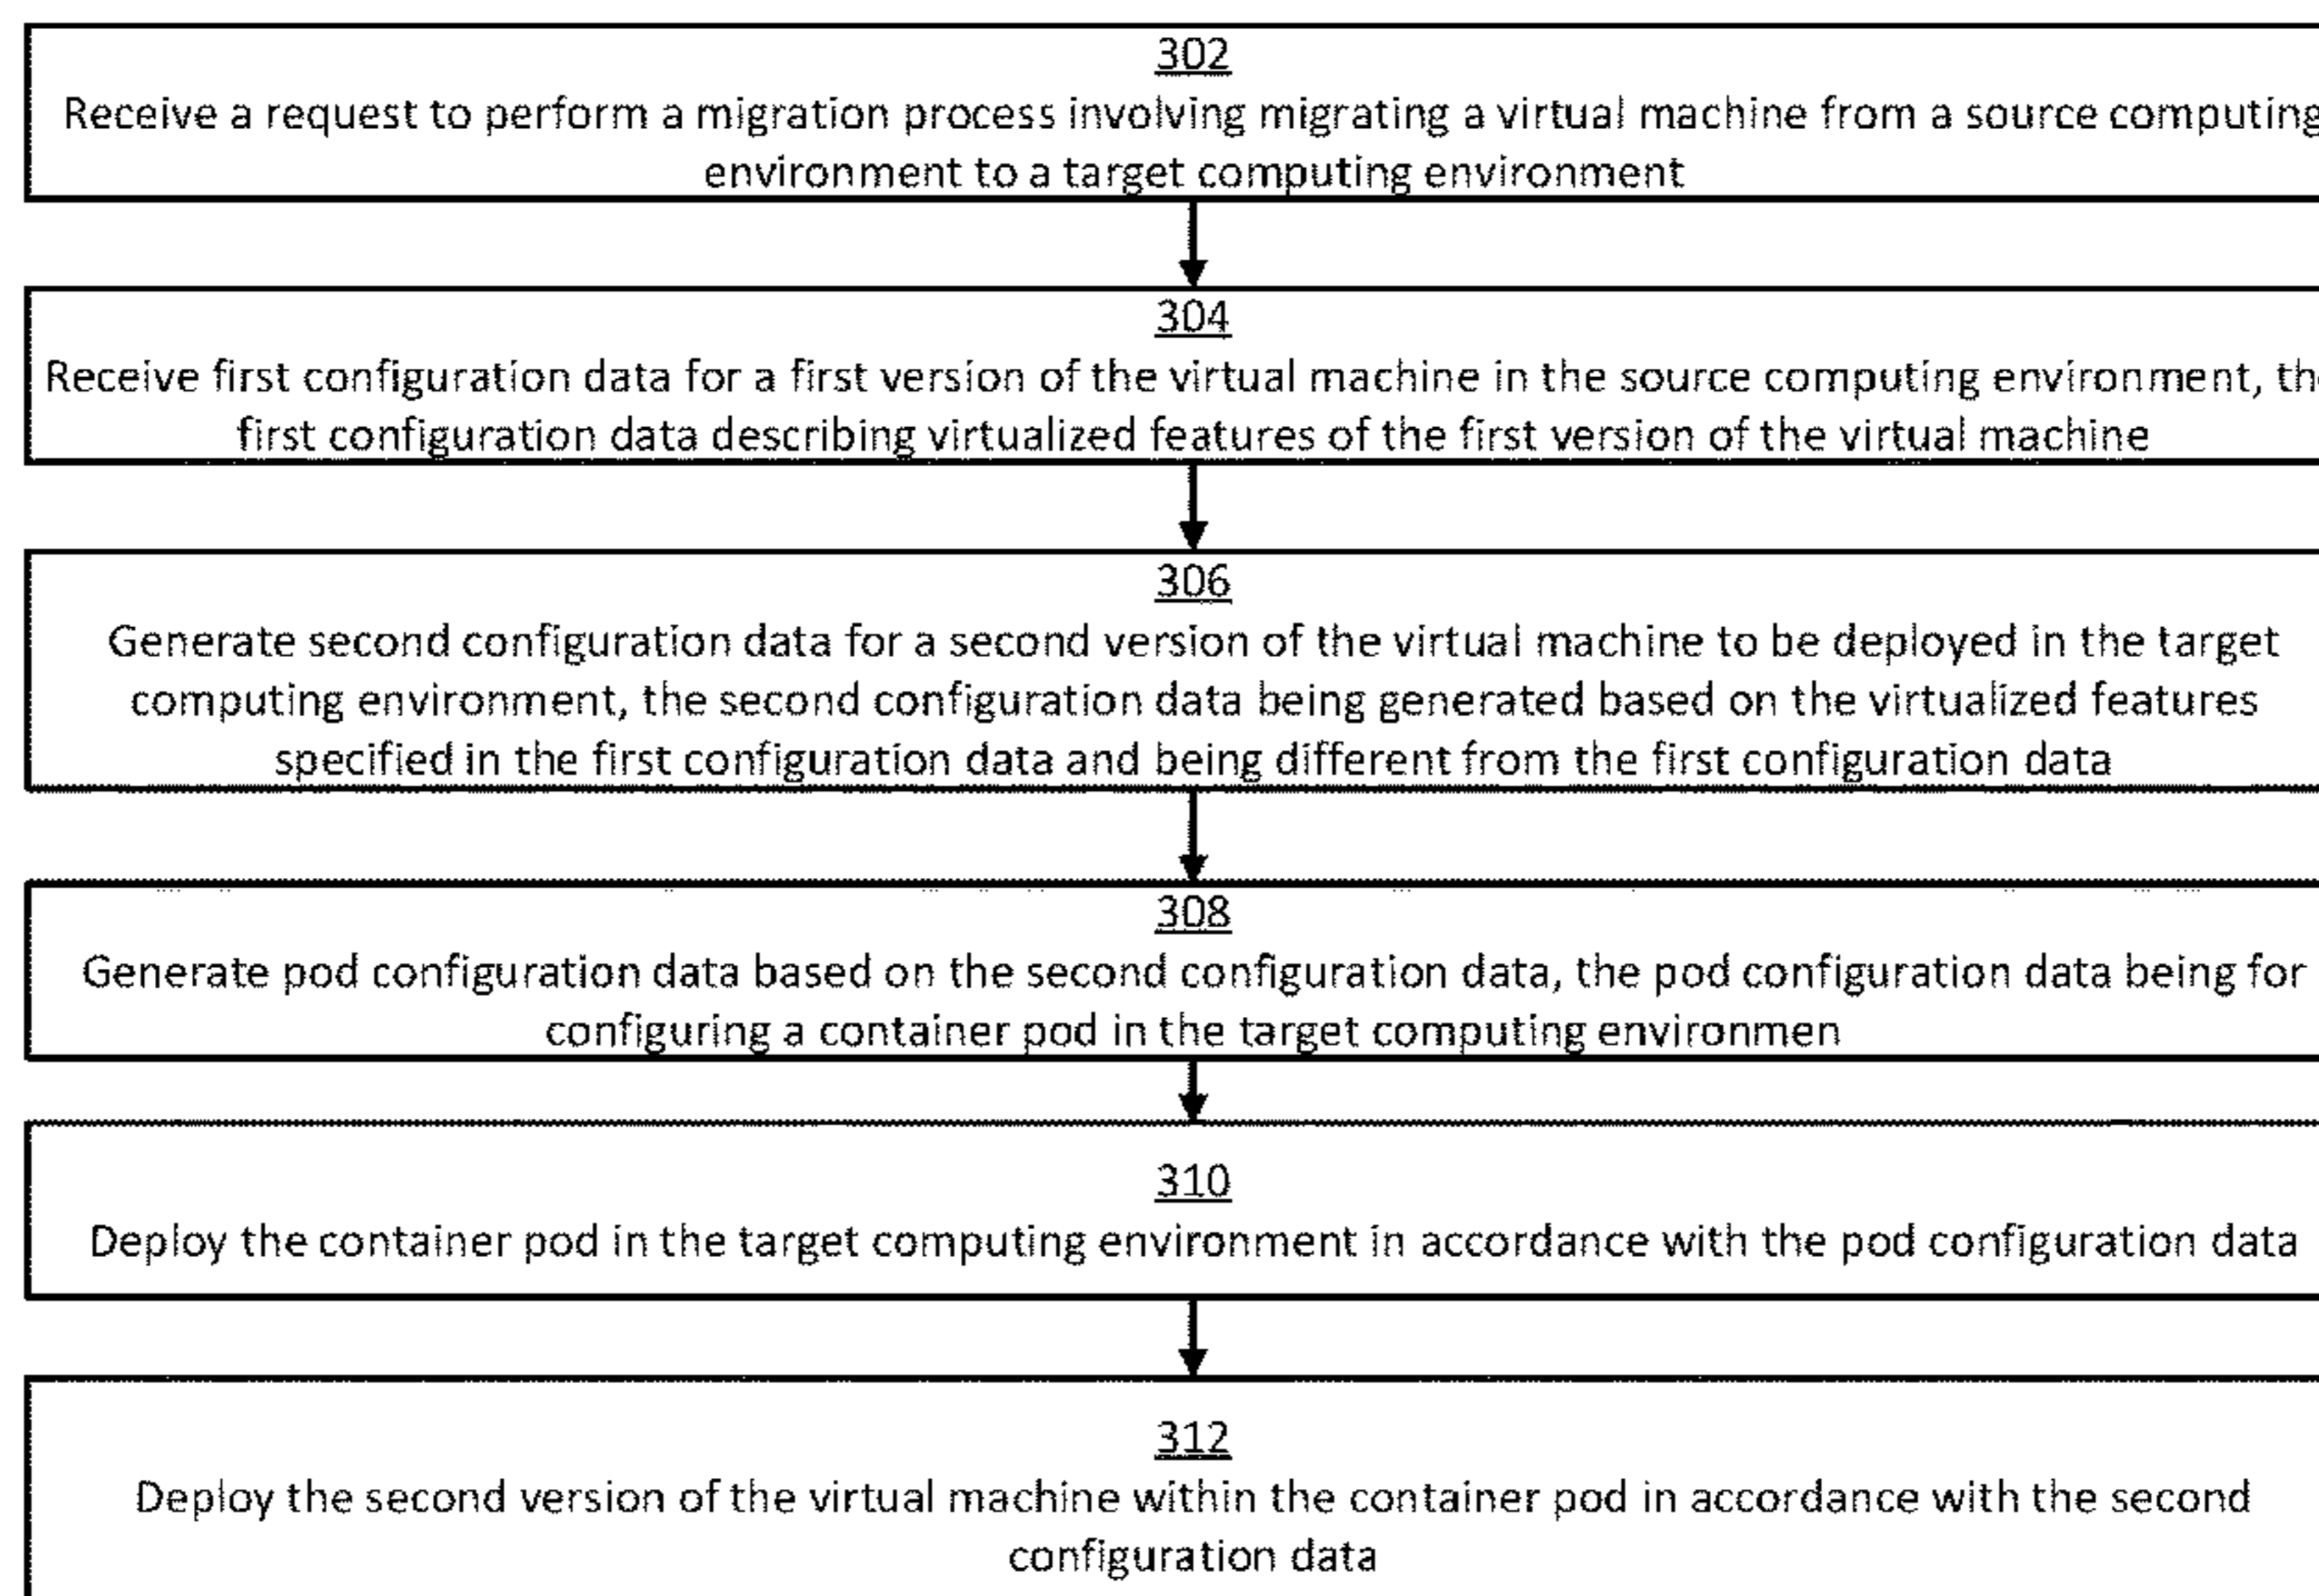 302
Receive a request to perform a migration process involving migrating a virtual machine from a source computing
environment to a target computing environment
304
Receive first configuration data for a first version of the virtual machine in the source computing environment, the
first configuration data describing virtualized features of the first version of the virtual machine
306
Generate second configuration data for a second version of the virtual machine to be deployed in the target
computing environment, the second configuration data being generated based on the virtualized features
specified in the first configuration data and being different from the first configuration data
308
Generate pod configuration data based on the second configuration data, the pod configuration data being for
configuring a container pod in the target computing environmen
310
Deploy the container pod in the target computing environment in accordance with the pod configuration data
312
Deploy the second version of the virtual machine within the container pod in accordance with the second
configuration data